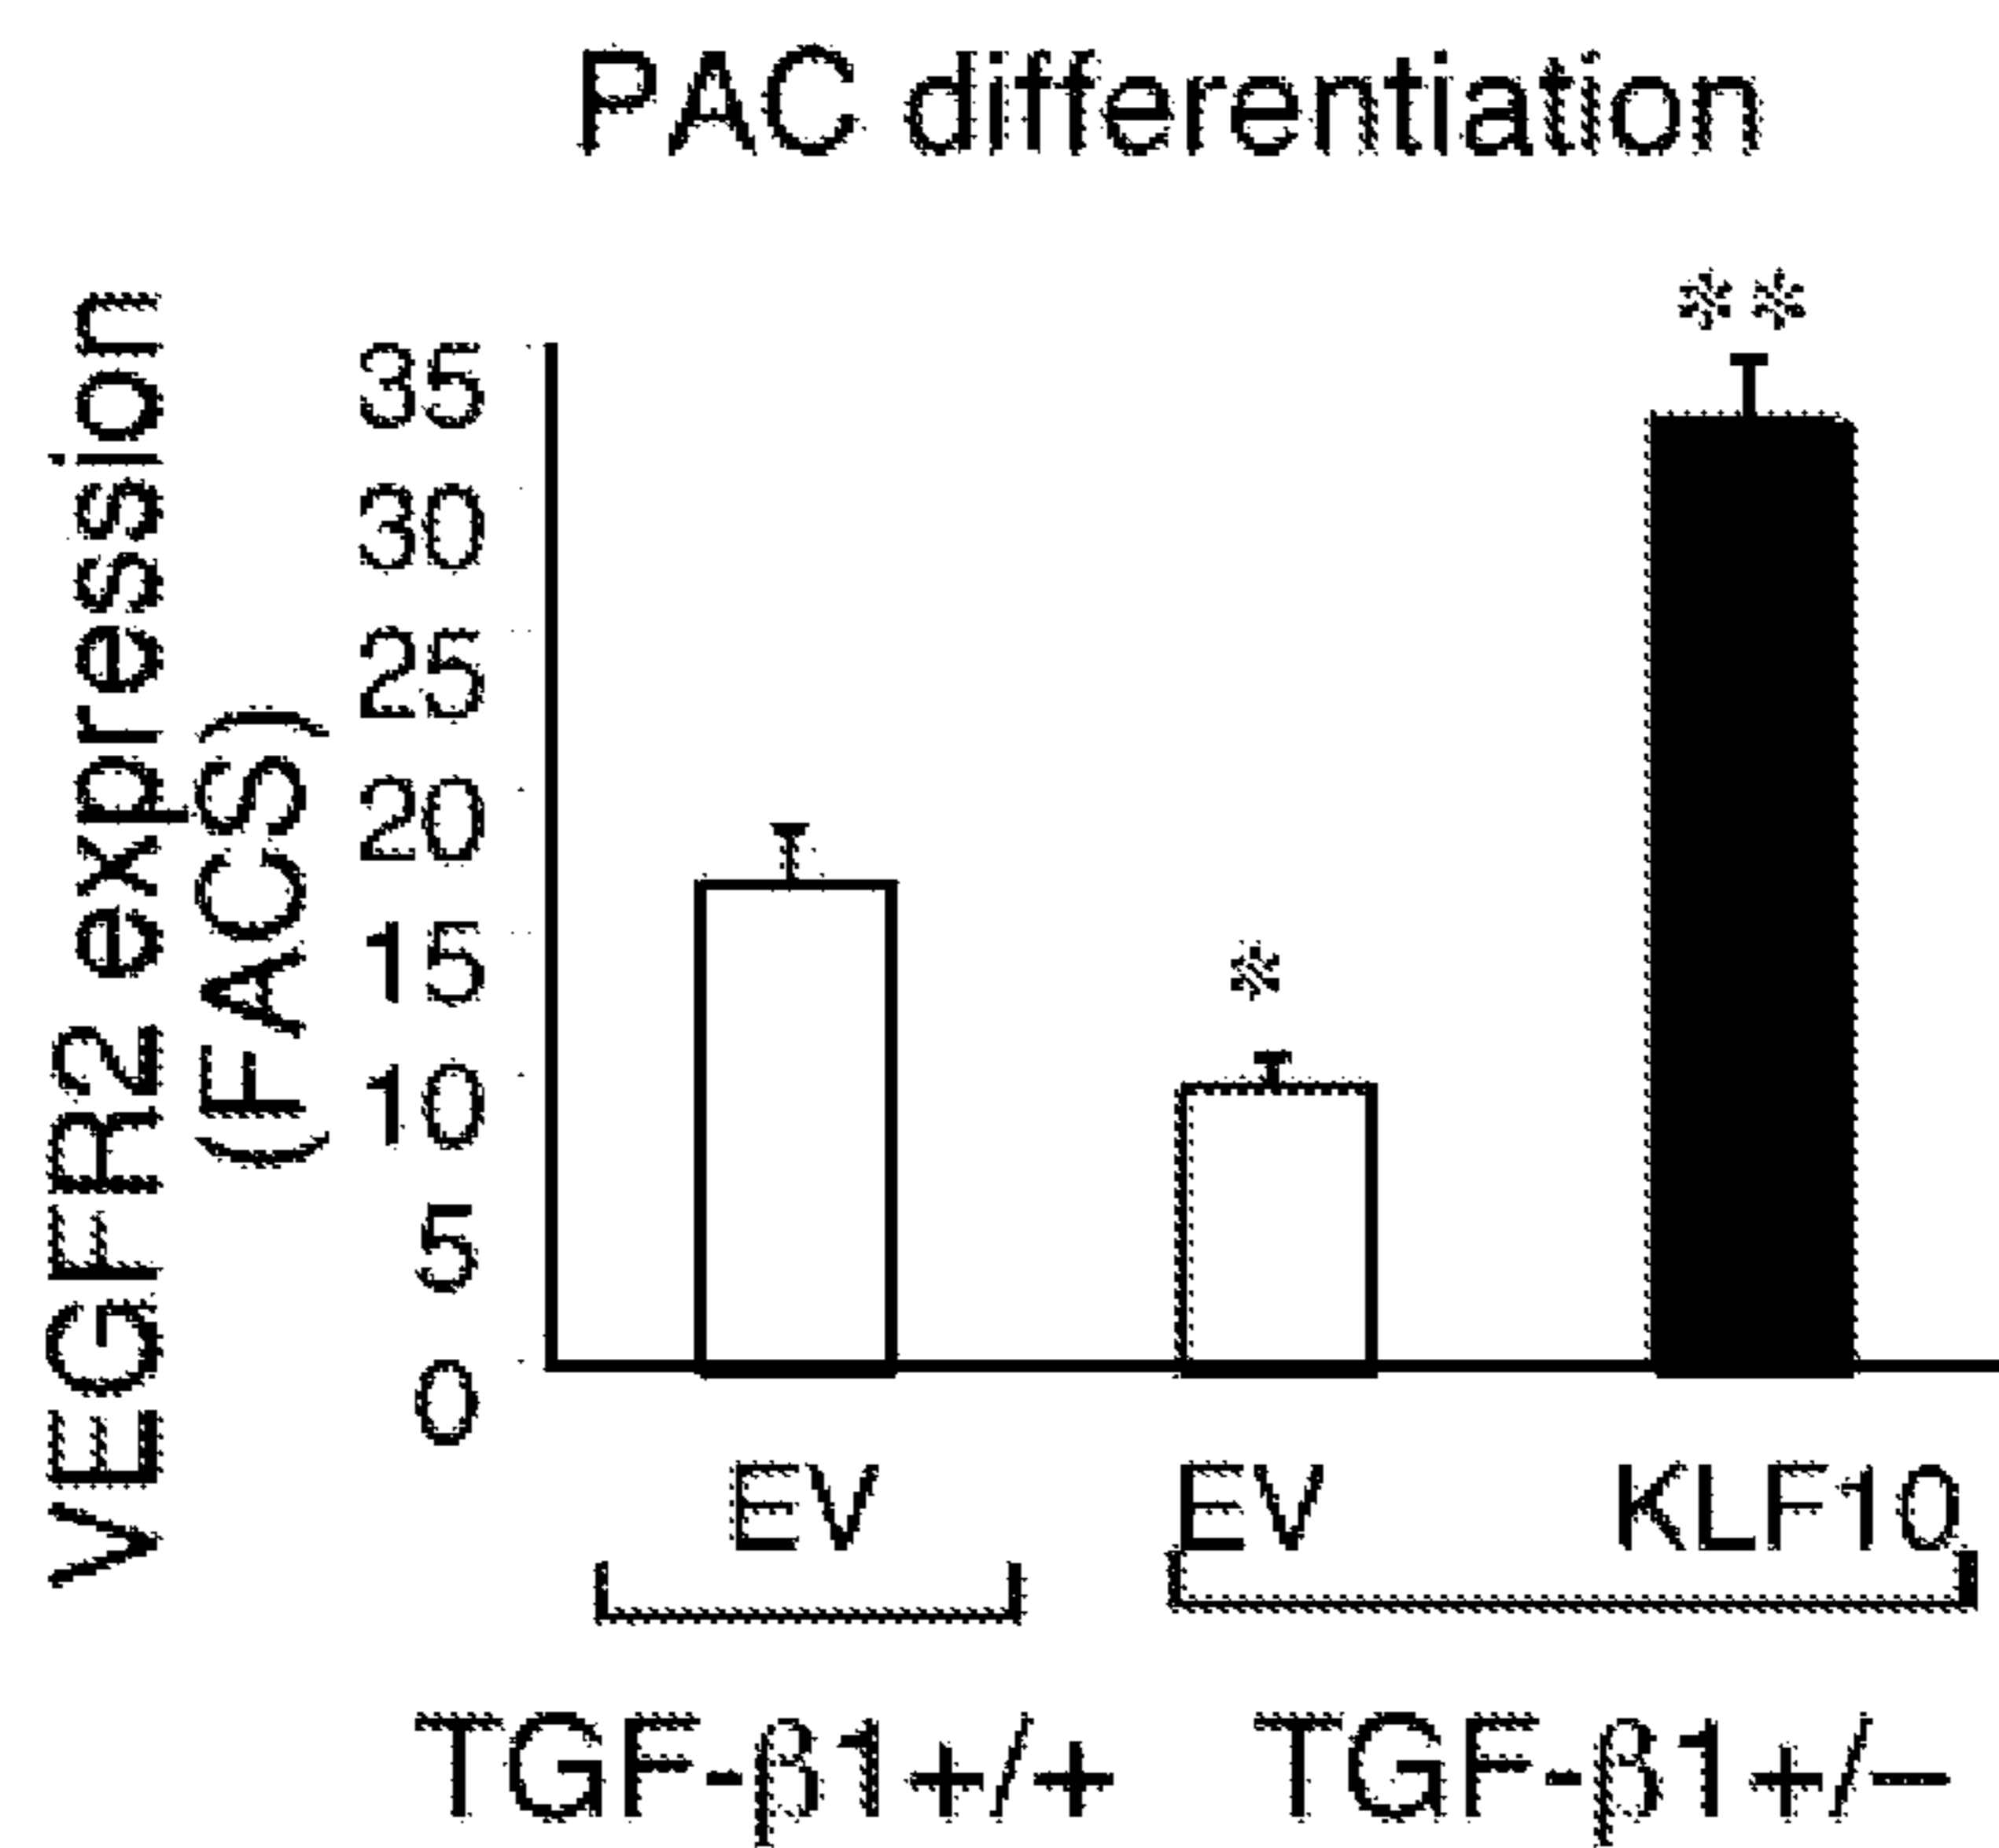 PAC differentiation
**
VEGFR2 expression
(FACS)
35
30
25
20
15
10
5
0
*
EV EV KLF10
TGF-β1+/+ TGF-β1+/−